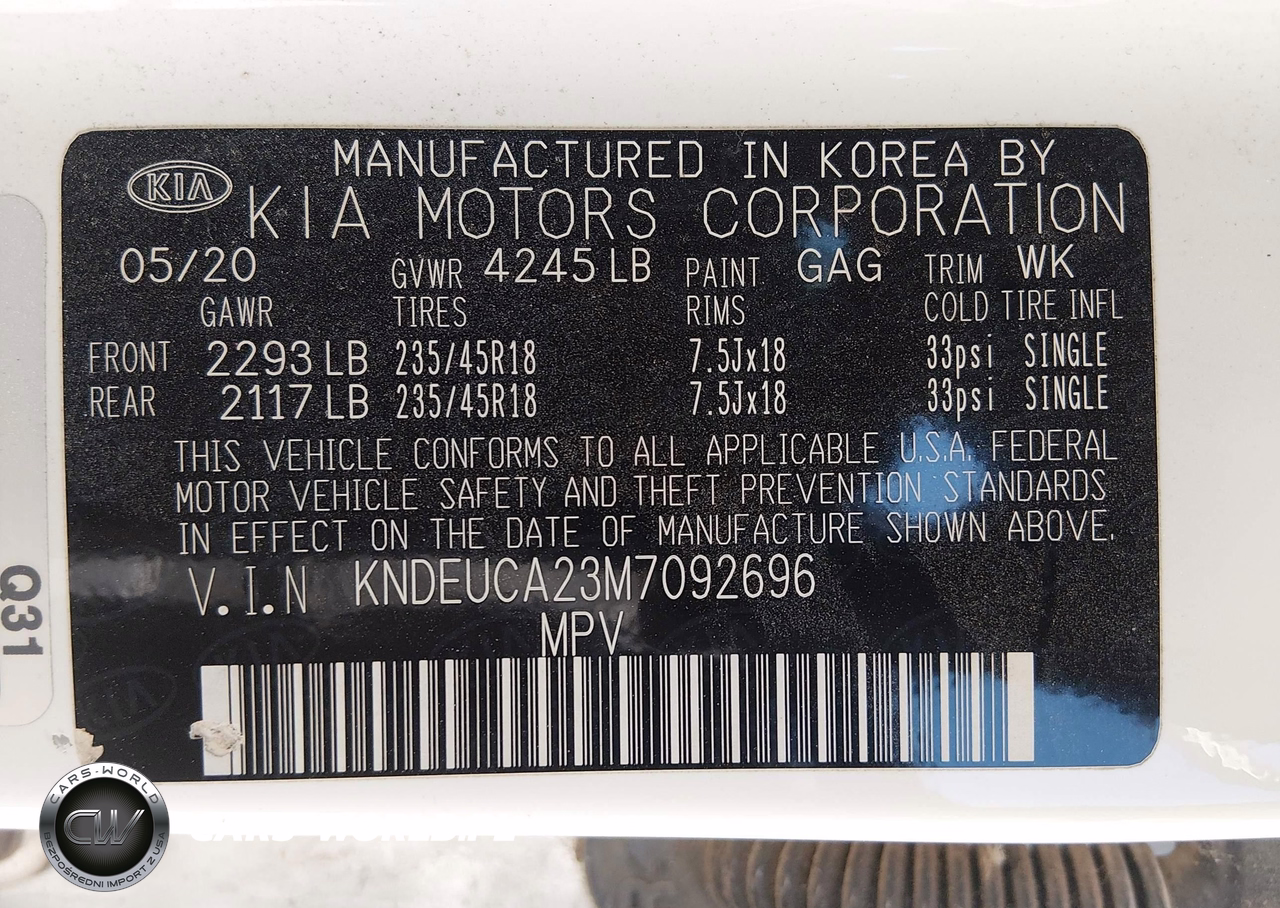 MANUFACTURED IN KOREA BY
KIA KIA MOTORS CORPORATION
05/20 GVWR 4245 LB PAINT GAG TRIM WK
GAWR TIRES RIMS COLD TIRE INFL
FRONT 2293 LB 235/45R18 7.5Jx18 33psi SINGLE
REAR 2117 LB 235/45R18 7.5Jx18 33psi SINGLE
THIS VEHICLE CONFORMS TO ALL APPLICABLE U.S.A. FEDERAL
MOTOR VEHICLE SAFETY AND THEFT PREVENTION STANDARDS
IN EFFECT ON THE DATE OF MANUFACTURE SHOWN ABOVE.
V.I.N KNDEUCA23M7092696
MPV
Q31
CARS-WORLD
CW
BEZPOŚREDNI IMPORT Z USA